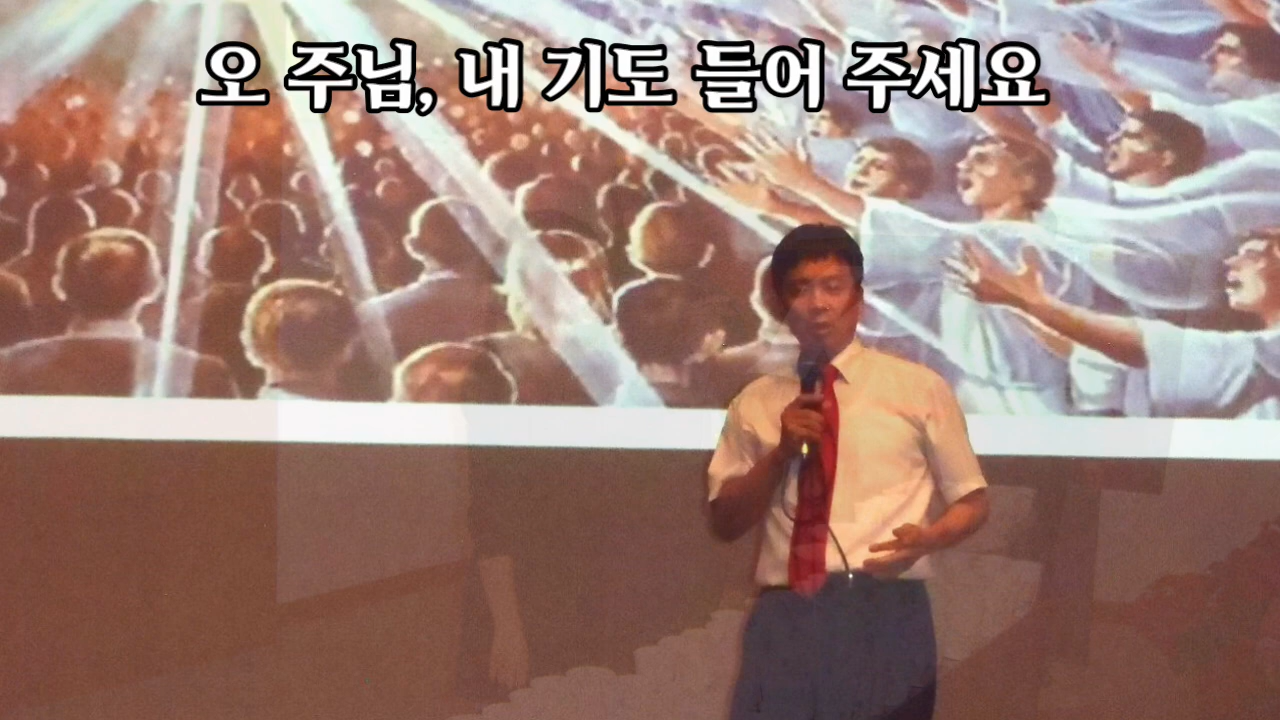 오 주님, 내 기도 들어 주세요